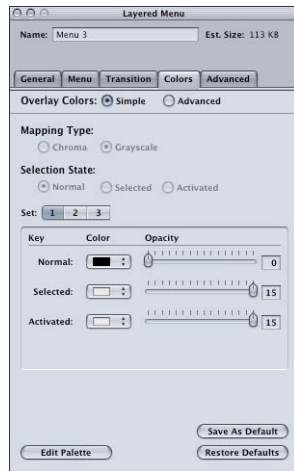 Layered Menu
Name: Menu 3 Est. Size: 113 KB
General Menu Transition Colors Advanced
Overlay Colors: Simple Advanced
Mapping Type:
Chroma Grayscale
Selection State:
Normal Selected Activated
Set: 1 2 3
Key Color Opacity
Normal: 0
Selected: 15
Activated: 15
Save As Default
Edit Palette Restore Defaults